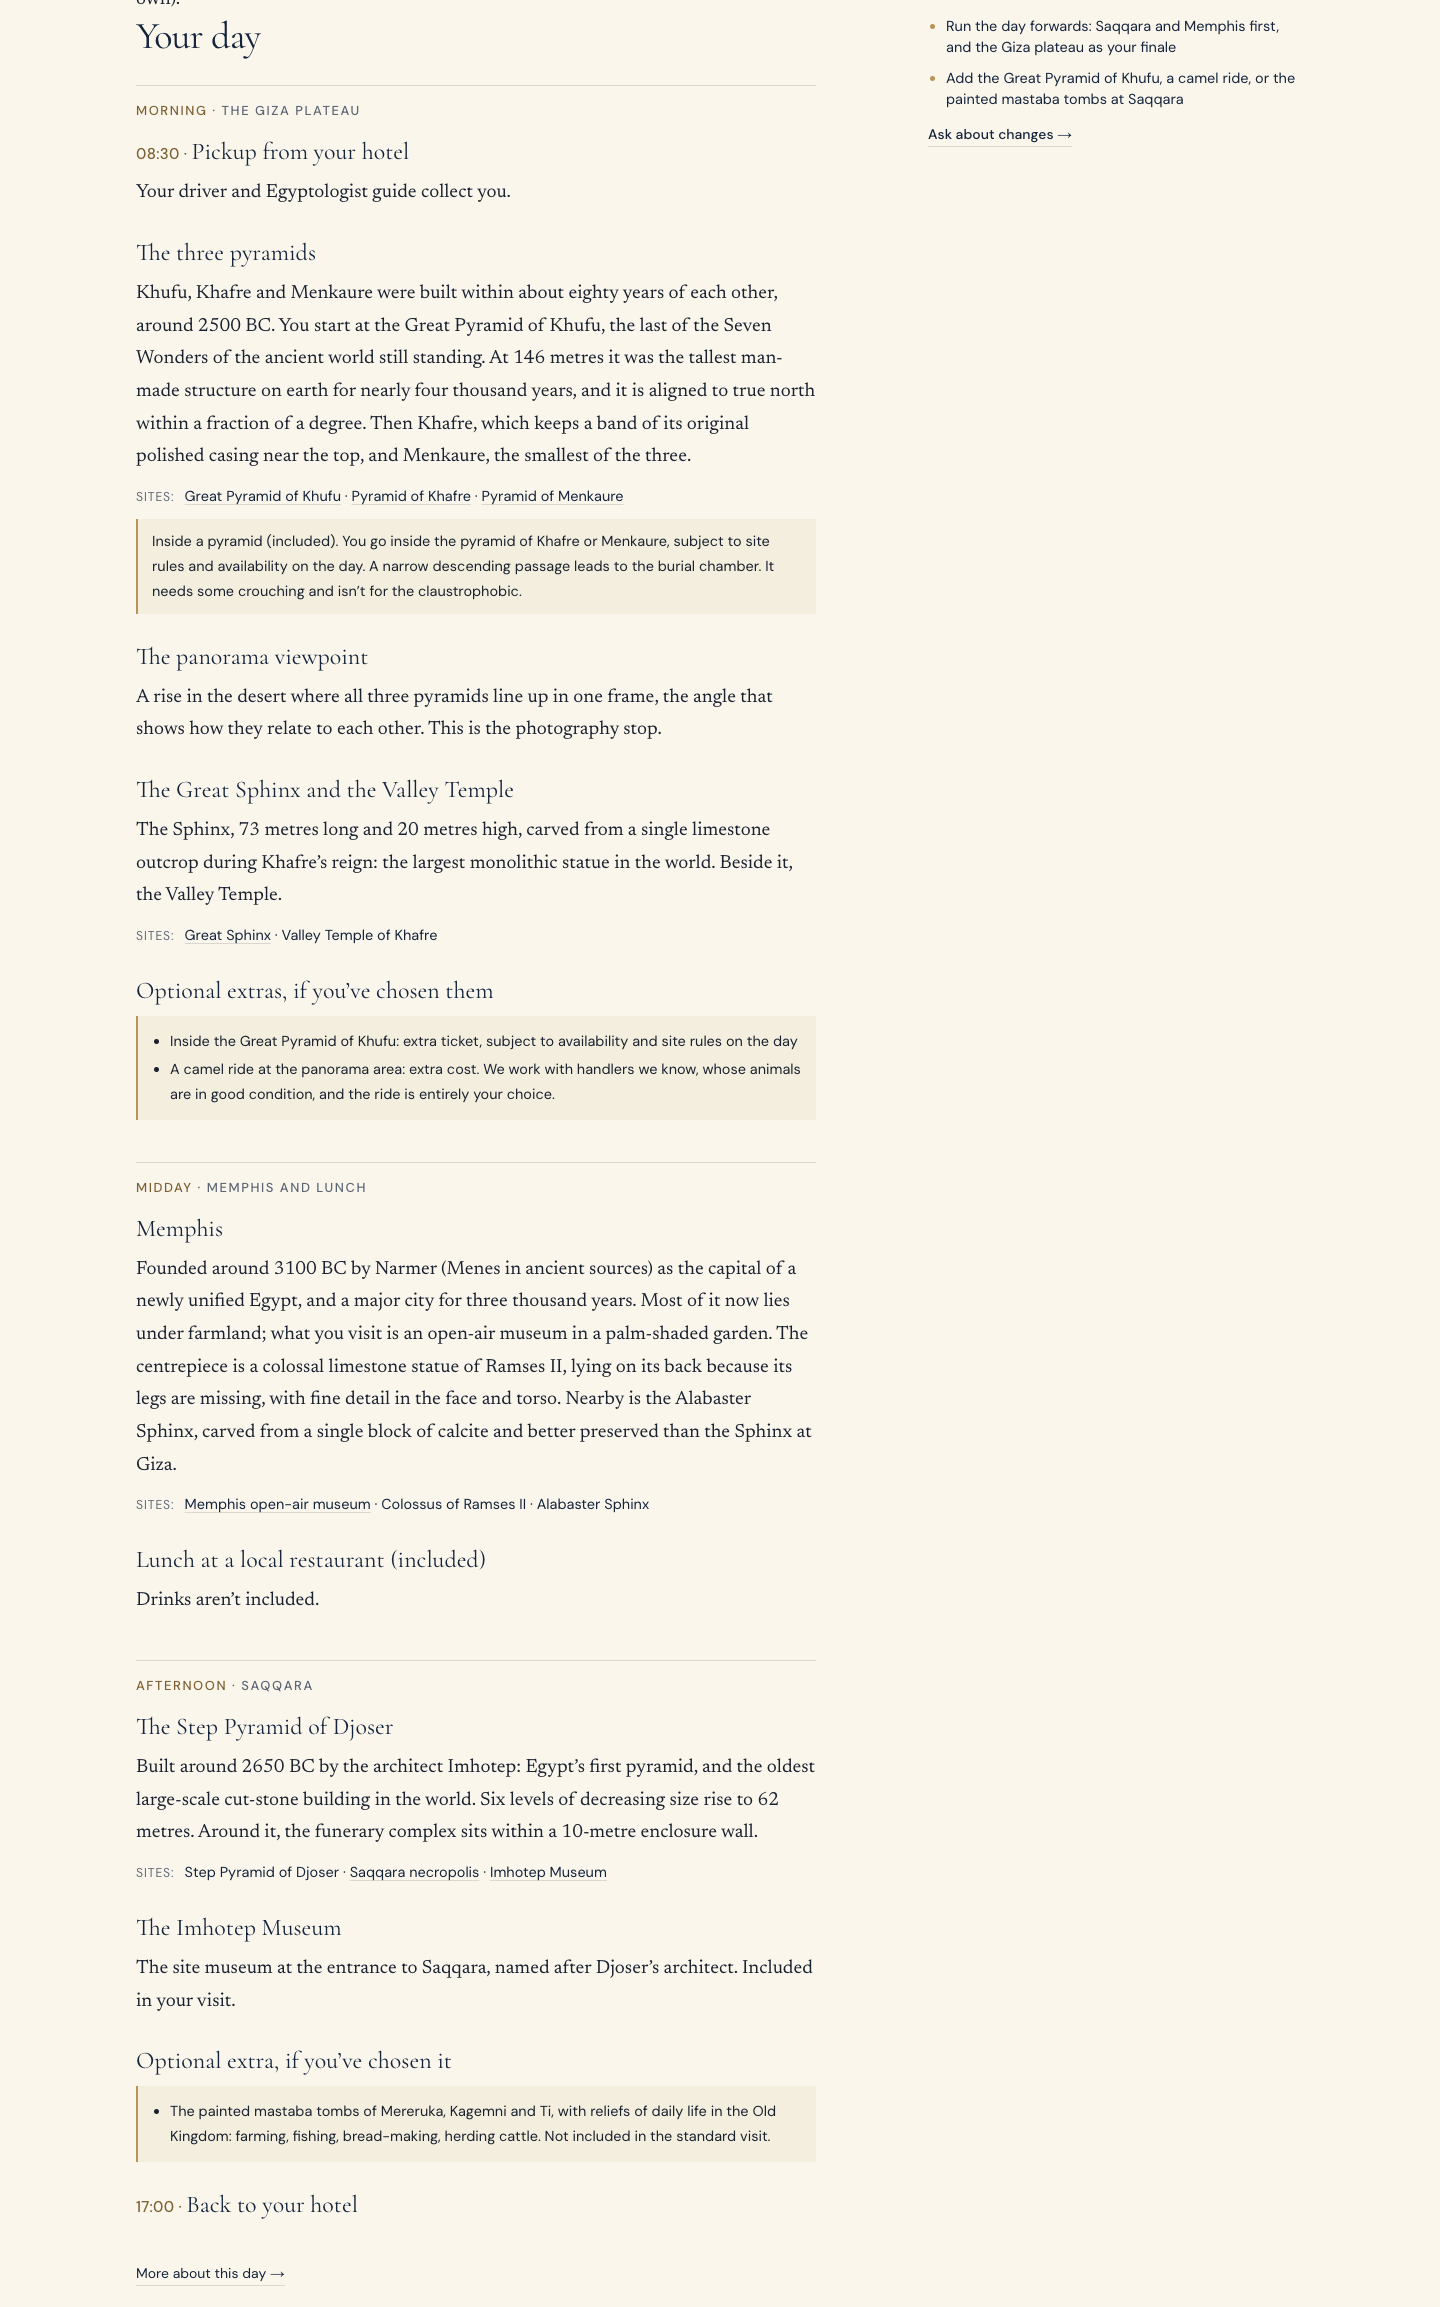 own).
Your day
MORNING · THE GIZA PLATEAU
08:30 · Pickup from your hotel
Your driver and Egyptologist guide collect you.
The three pyramids
Khufu, Khafre and Menkaure were built within about eighty years of each other,
around 2500 BC. You start at the Great Pyramid of Khufu, the last of the Seven
Wonders of the ancient world still standing. At 146 metres it was the tallest man-
made structure on earth for nearly four thousand years, and it is aligned to true north
within a fraction of a degree. Then Khafre, which keeps a band of its original
polished casing near the top, and Menkaure, the smallest of the three.
SITES: Great Pyramid of Khufu · Pyramid of Khafre · Pyramid of Menkaure
Inside a pyramid (included). You go inside the pyramid of Khafre or Menkaure, subject to site
rules and availability on the day. A narrow descending passage leads to the burial chamber. It
needs some crouching and isn’t for the claustrophobic.
The panorama viewpoint
A rise in the desert where all three pyramids line up in one frame, the angle that
shows how they relate to each other. This is the photography stop.
The Great Sphinx and the Valley Temple
The Sphinx, 73 metres long and 20 metres high, carved from a single limestone
outcrop during Khafre’s reign: the largest monolithic statue in the world. Beside it,
the Valley Temple.
SITES: Great Sphinx · Valley Temple of Khafre
Optional extras, if you’ve chosen them
• Inside the Great Pyramid of Khufu: extra ticket, subject to availability and site rules on the day
• A camel ride at the panorama area: extra cost. We work with handlers we know, whose animals
are in good condition, and the ride is entirely your choice.
MIDDAY · MEMPHIS AND LUNCH
Memphis
Founded around 3100 BC by Narmer (Menes in ancient sources) as the capital of a
newly unified Egypt, and a major city for three thousand years. Most of it now lies
under farmland; what you visit is an open-air museum in a palm-shaded garden. The
centrepiece is a colossal limestone statue of Ramses II, lying on its back because its
legs are missing, with fine detail in the face and torso. Nearby is the Alabaster
Sphinx, carved from a single block of calcite and better preserved than the Sphinx at
Giza.
SITES: Memphis open-air museum · Colossus of Ramses II · Alabaster Sphinx
Lunch at a local restaurant (included)
Drinks aren’t included.
AFTERNOON · SAQQARA
The Step Pyramid of Djoser
Built around 2650 BC by the architect Imhotep: Egypt’s first pyramid, and the oldest
large-scale cut-stone building in the world. Six levels of decreasing size rise to 62
metres. Around it, the funerary complex sits within a 10-metre enclosure wall.
SITES: Step Pyramid of Djoser · Saqqara necropolis · Imhotep Museum
The Imhotep Museum
The site museum at the entrance to Saqqara, named after Djoser’s architect. Included
in your visit.
Optional extra, if you’ve chosen it
• The painted mastaba tombs of Mereruka, Kagemni and Ti, with reliefs of daily life in the Old
Kingdom: farming, fishing, bread-making, herding cattle. Not included in the standard visit.
17:00 · Back to your hotel
More about this day →
• Run the day forwards: Saqqara and Memphis first,
and the Giza plateau as your finale
• Add the Great Pyramid of Khufu, a camel ride, or the
painted mastaba tombs at Saqqara
Ask about changes →